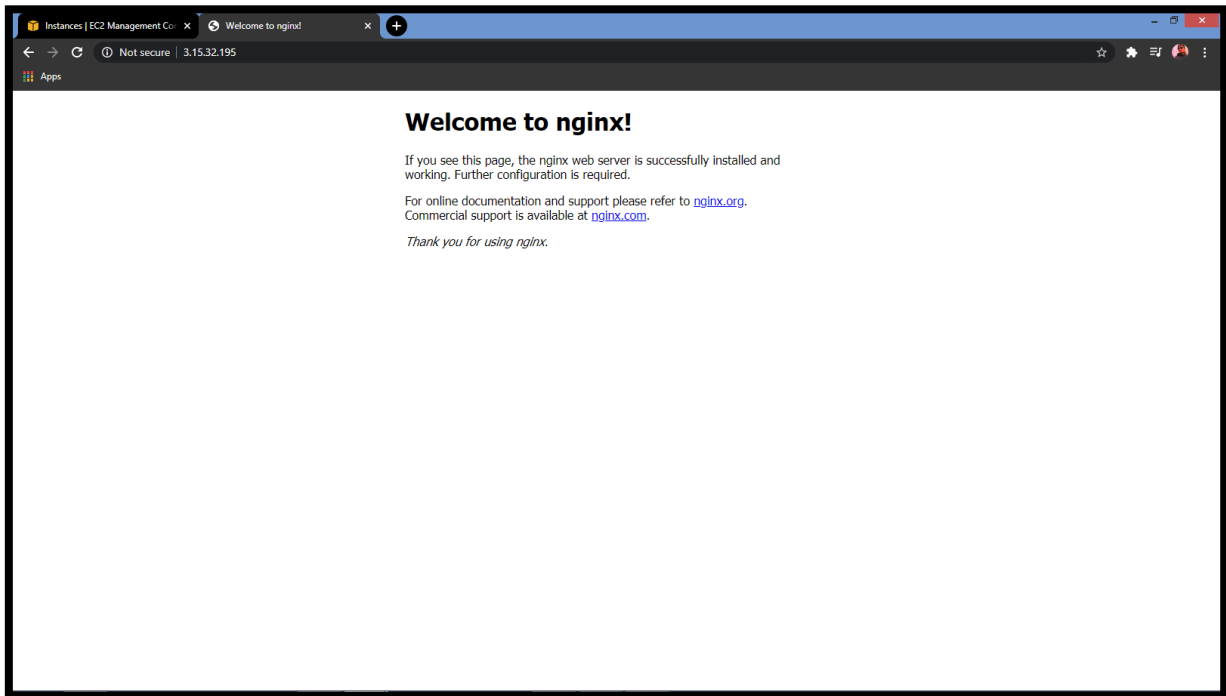 Instances | EC2 Management Cor
Welcome to nginx!
Not secure | 3.15.32.195
Apps
Welcome to nginx!
If you see this page, the nginx web server is successfully installed and
working. Further configuration is required.
For online documentation and support please refer to nginx.org.
Commercial support is available at nginx.com.
Thank you for using nginx.